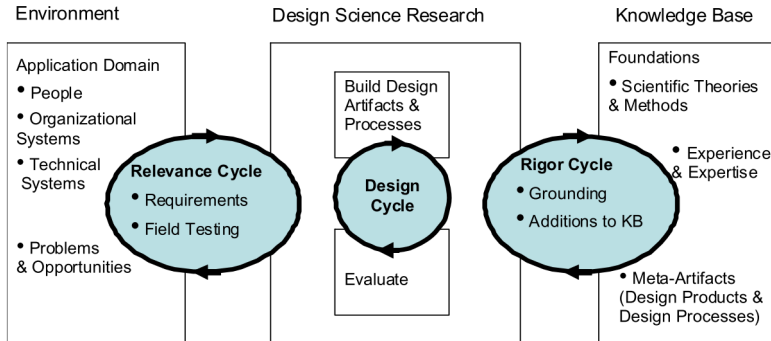 Environment
Design Science Research
Knowledge Base
Application Domain
• People
• Organizational
Systems
• Technical
Systems
• Problems
& Opportunities
Relevance Cycle
• Requirements
• Field Testing
Build Design
Artifacts &
Processes
Design
Cycle
Evaluate
Rigor Cycle
• Grounding
• Additions to KB
Foundations
• Scientific Theories
& Methods
• Experience
& Expertise
• Meta-Artifacts
(Design Products &
Design Processes)